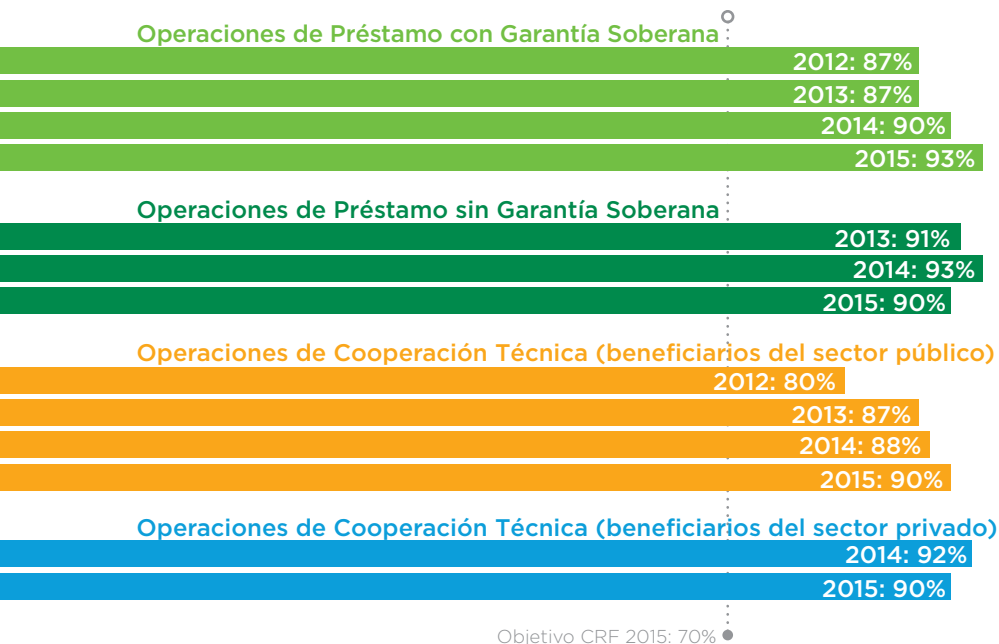 Operaciones de Préstamo con Garantía Soberana
2012: 87%
2013: 87%
2014: 90%
2015: 93%
Operaciones de Préstamo sin Garantía Soberana
2013: 91%
2014: 93%
2015: 90%
Operaciones de Cooperación Técnica (beneficiarios del sector público)
2012: 80%
2013: 87%
2014: 88%
2015: 90%
Operaciones de Cooperación Técnica (beneficiarios del sector privado)
2014: 92%
2015: 90%
Objetivo CRF 2015: 70%